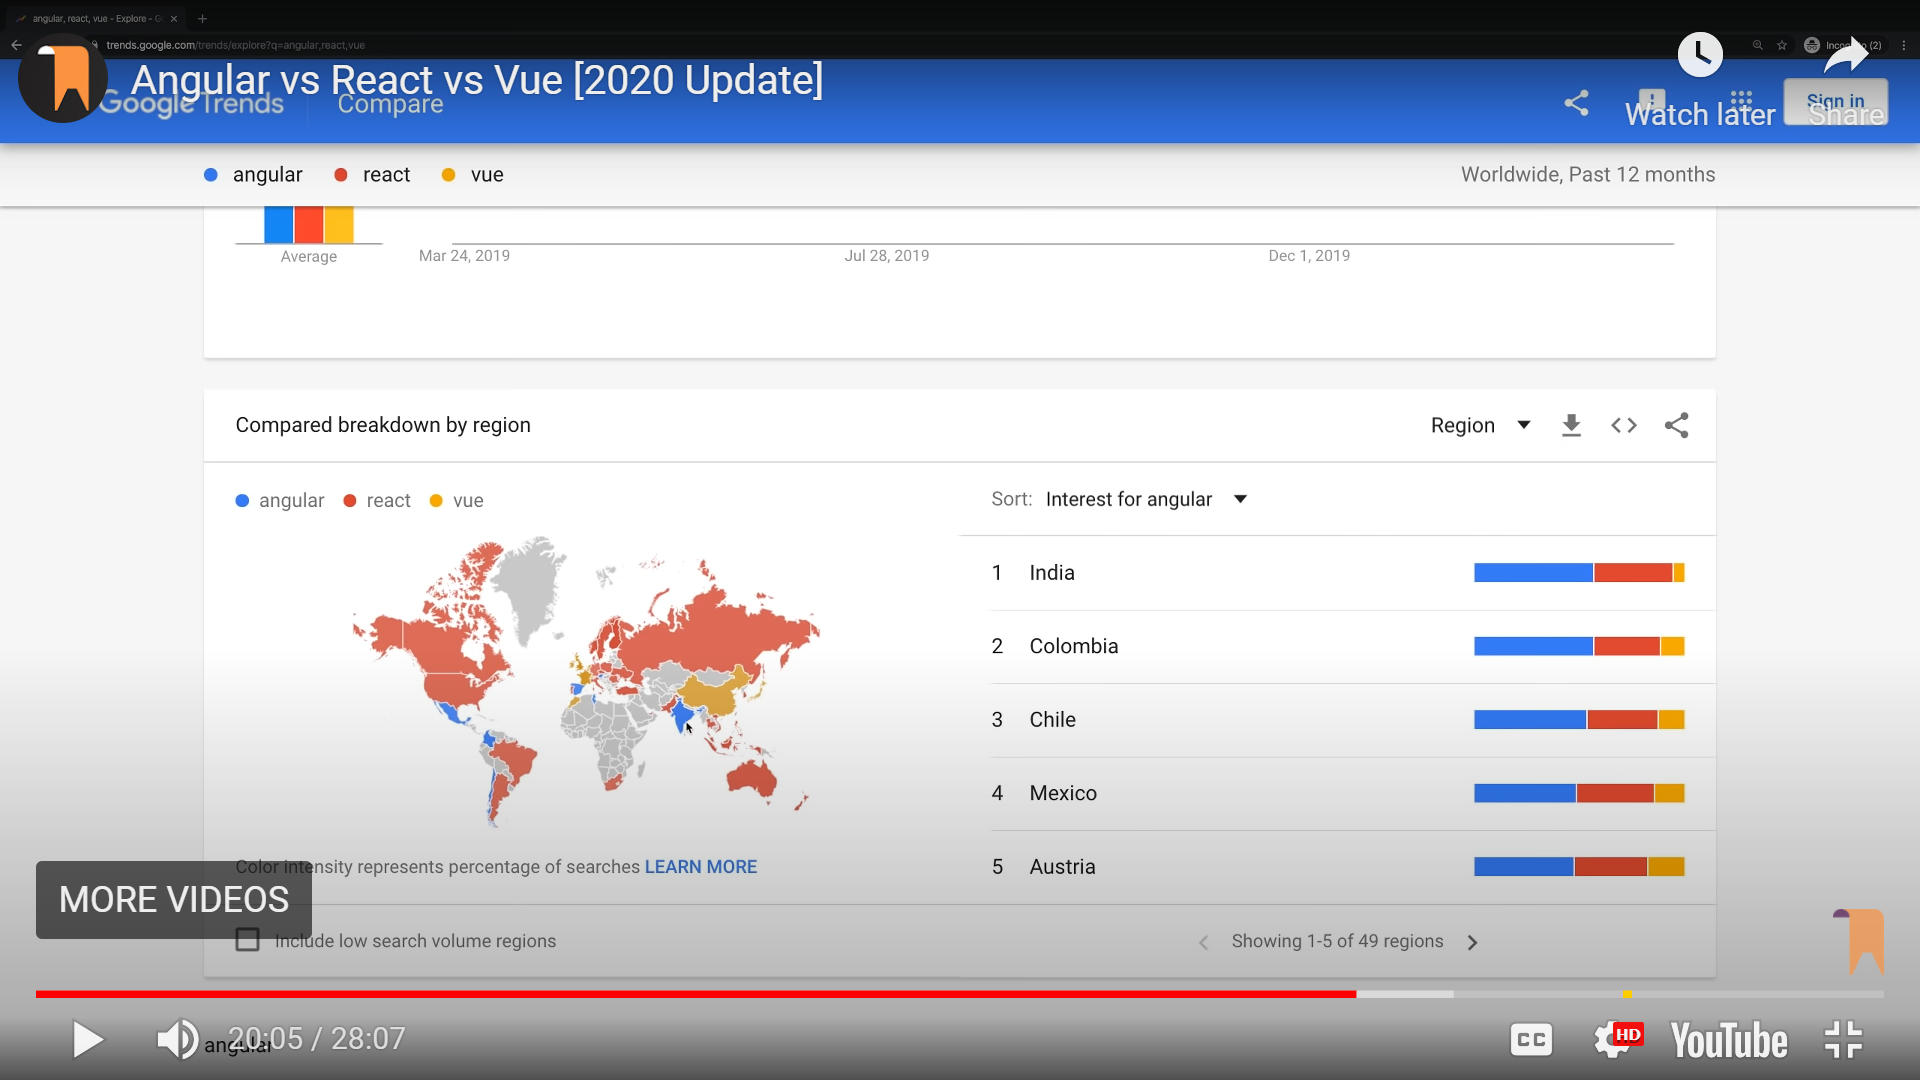 angular, react, vue - Explore - G
trends.google.com/trends/explore?q=angular,react,vue
(2)
Angular vs React vs Vue [2020 Update]
Google Trends
Compare
Watch later
Sign in
Share
angular
react
vue
Worldwide, Past 12 months
Average
Mar 24, 2019
Jul 28, 2019
Dec 1, 2019
Compared breakdown by region
Region
angular
react
vue
Sort: Interest for angular
1 India
2 Colombia
3 Chile
4 Mexico
5 Austria
Color intensity represents percentage of searches LEARN MORE
MORE VIDEOS
Include low search volume regions
Showing 1-5 of 49 regions
angular
20:05 / 28:07
CC
HD
YouTube